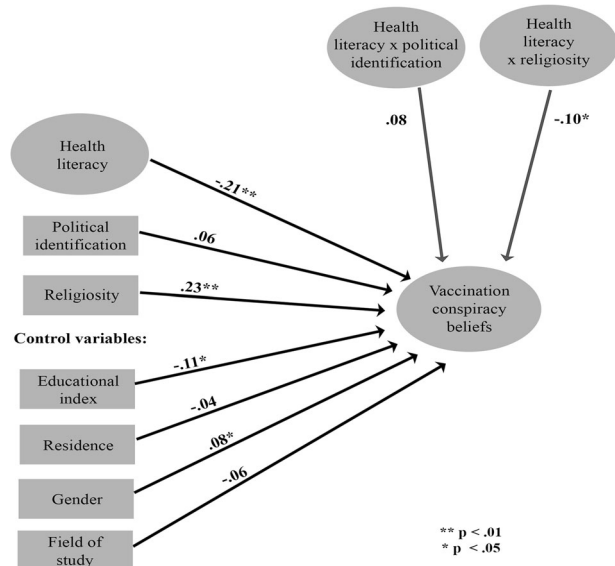 Health
literacy x political
identification
Health
literacy
x religiosity
.08
-.10*
Health
literacy
-.21**
Political
identification
.06
Religiosity
.23**
Vaccination
conspiracy
beliefs
Control variables:
Educational
index
-.11*
Residence
-.04
Gender
.08*
Field of
study
-.06
** p < .01
* p < .05